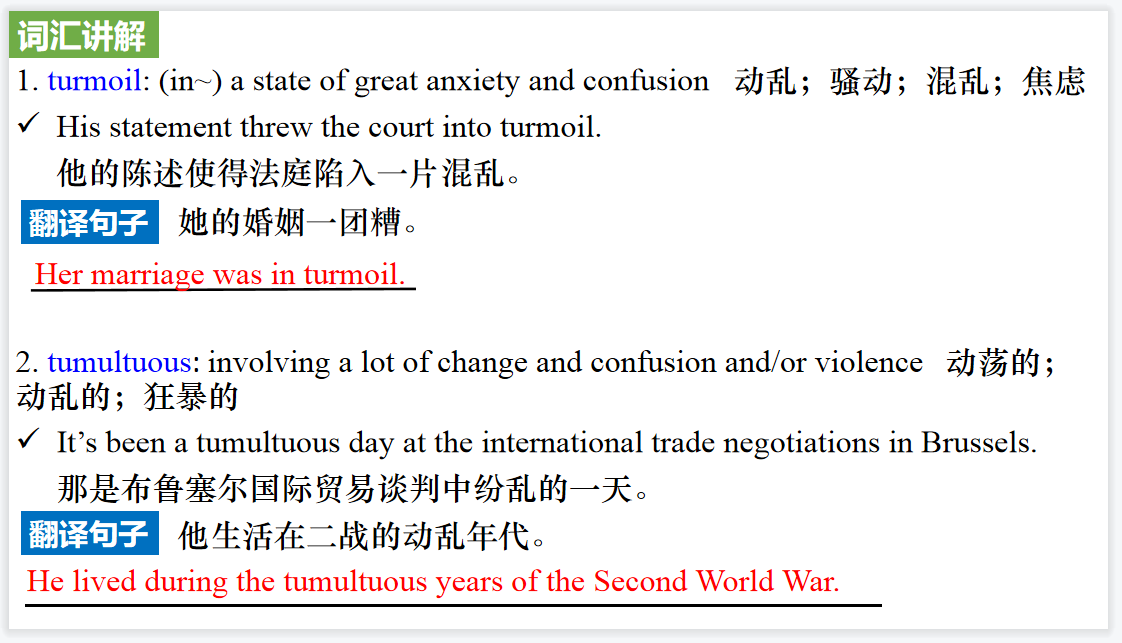 词汇讲解
1. turmoil: (in~) a state of great anxiety and confusion 动乱；骚动；混乱；焦虑
✓ His statement threw the court into turmoil.
他的陈述使得法庭陷入一片混乱。
翻译句子 她的婚姻一团糟。
Her marriage was in turmoil.
2. tumultuous: involving a lot of change and confusion and/or violence 动荡的；
动乱的；狂暴的
✓ It’s been a tumultuous day at the international trade negotiations in Brussels.
那是布鲁塞尔国际贸易谈判中纷乱的一天。
翻译句子 他生活在二战的动乱年代。
He lived during the tumultuous years of the Second World War.